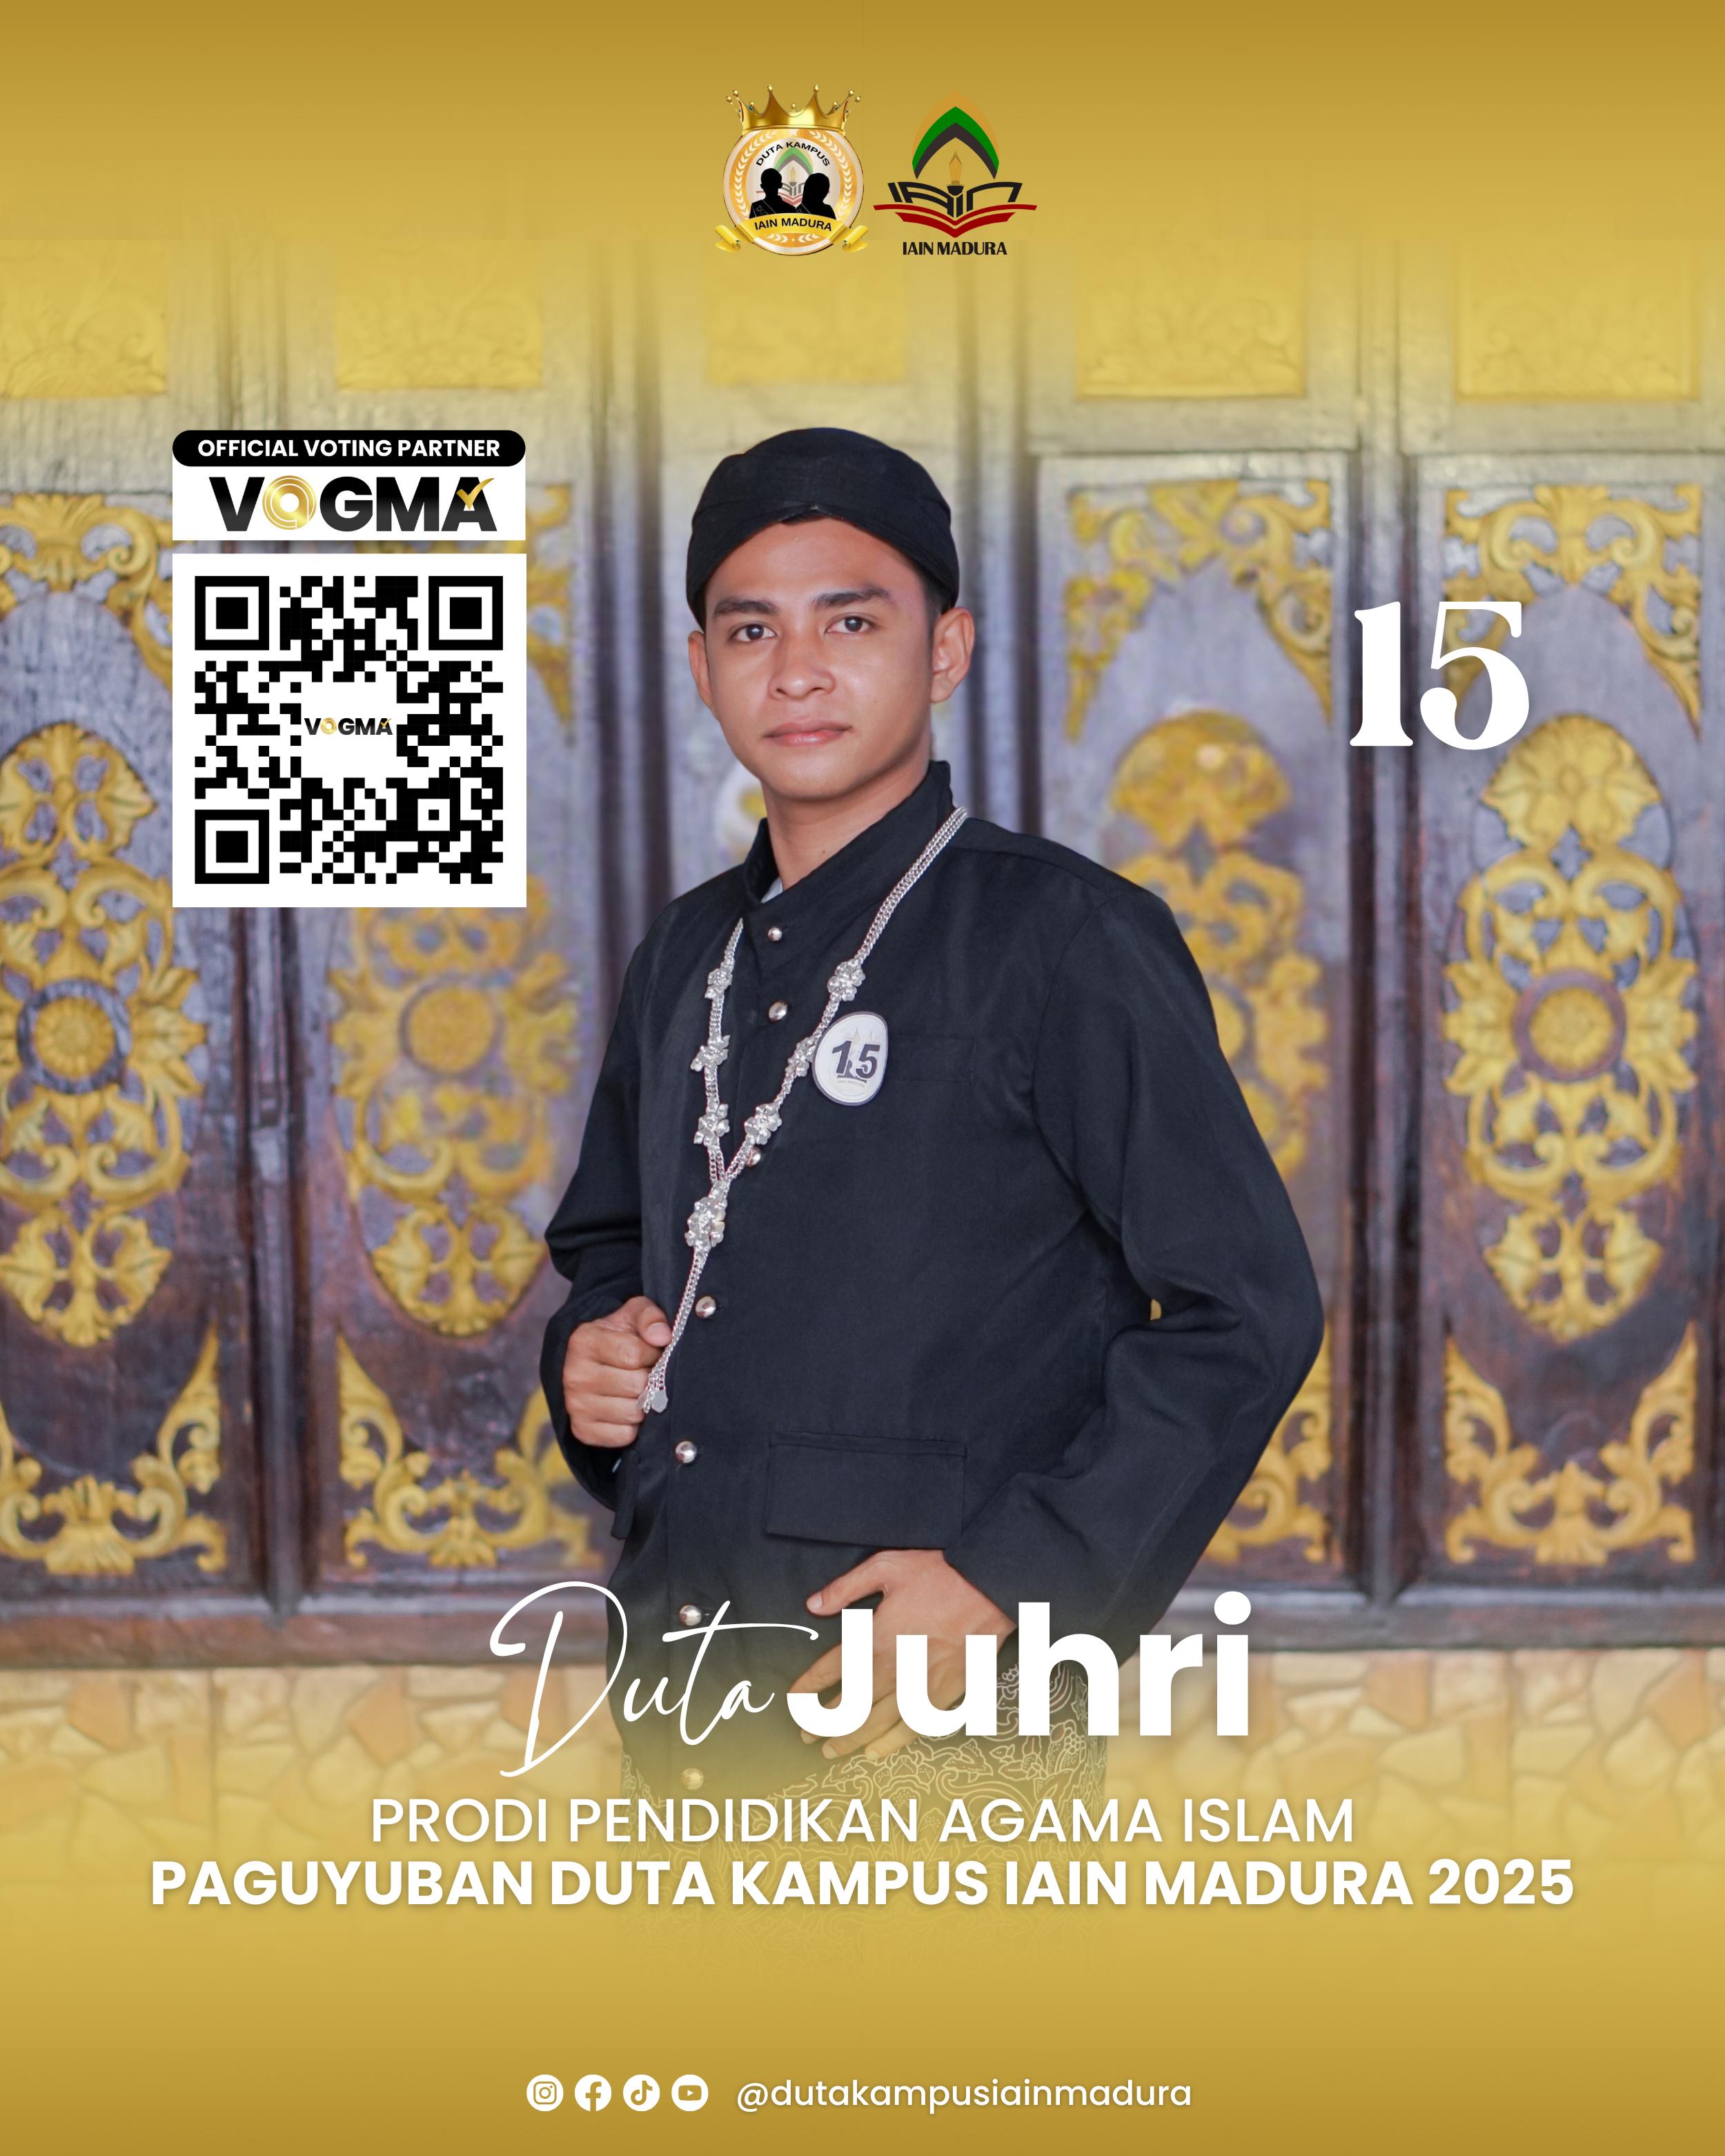 DUTA KAMPUS
IAIN MADURA
IAIN MADURA
OFFICIAL VOTING PARTNER
VOGMA
VOGMA
15
15
Duta Juhri
PRODI PENDIDIKAN AGAMA ISLAM
PAGUYUBAN DUTA KAMPUS IAIN MADURA 2025
@dutakampusiainmadura